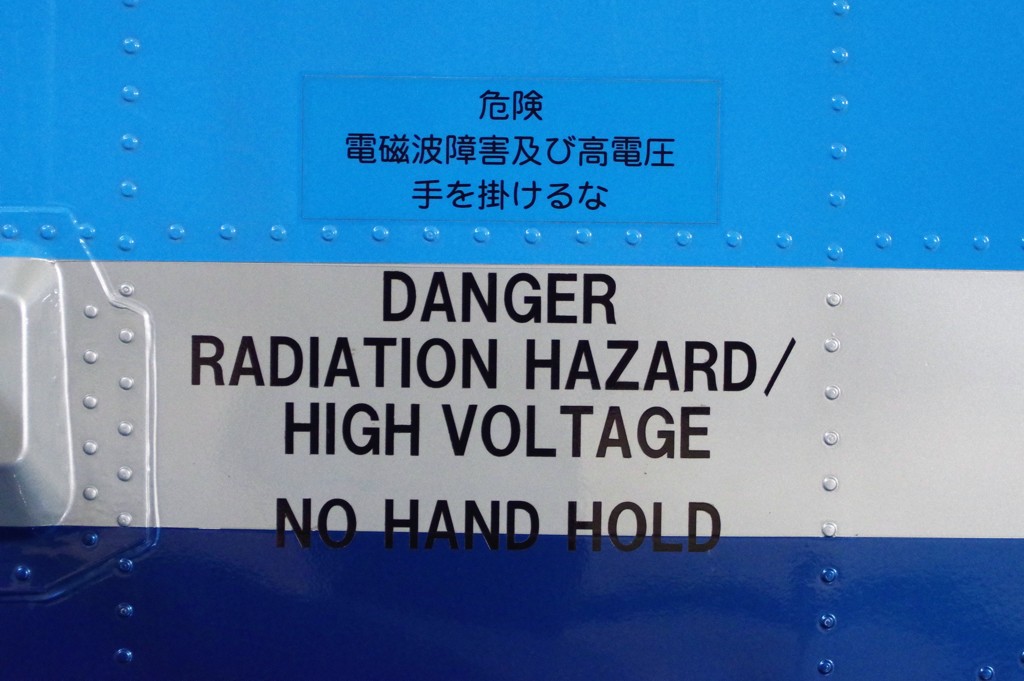 危険
電磁波障害及び高電圧
手を掛けるな
DANGER
RADIATION HAZARD/
HIGH VOLTAGE
NO HAND HOLD